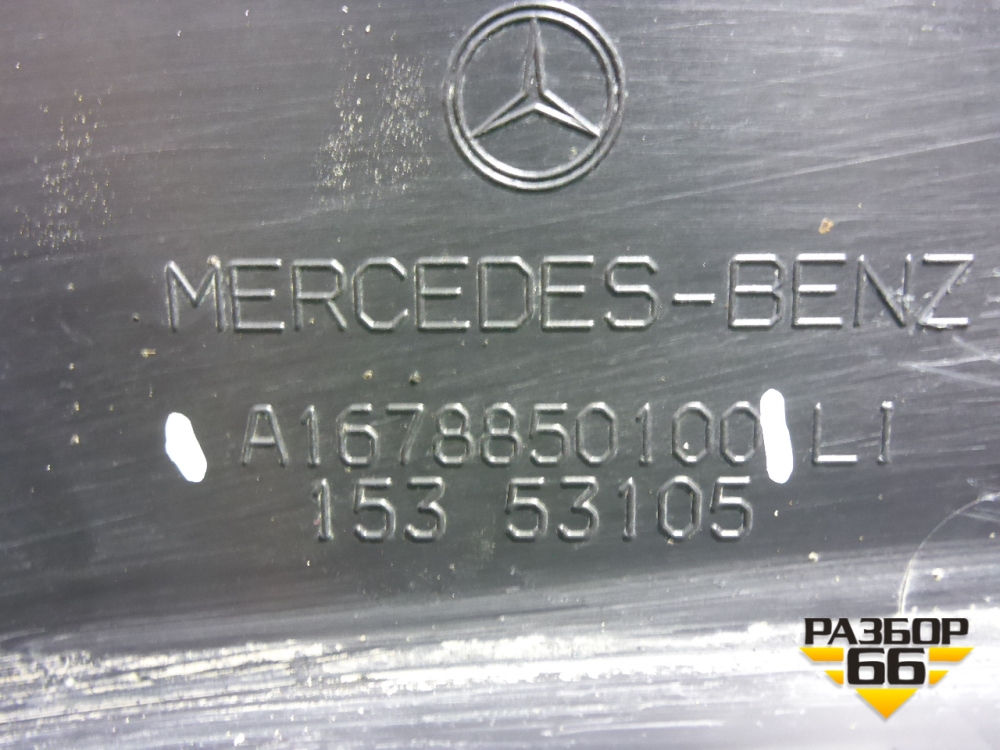 MERCEDES-BENZ
A1678850100 LI
153 53105
РАЗБОР
66